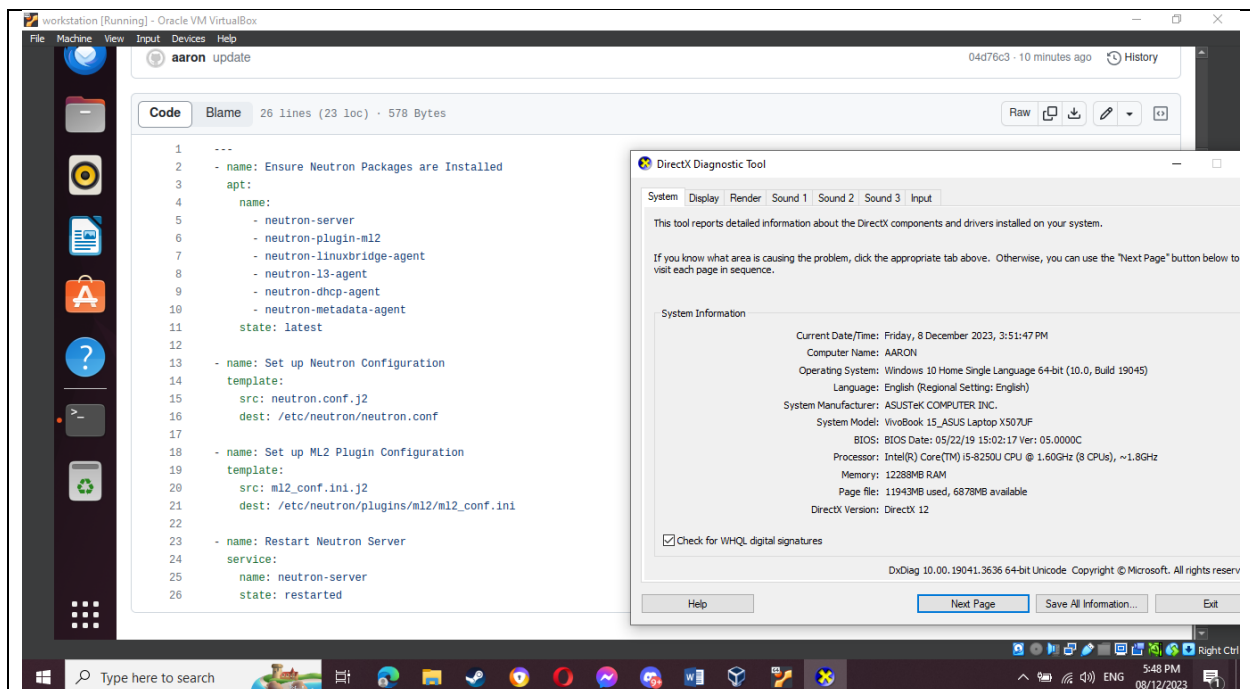 workstation [Running] - Oracle VM VirtualBox
File Machine View Input Devices Help
aaron update
04d76c3 · 10 minutes ago
History
Code Blame 26 lines (23 loc) · 578 Bytes
Raw
1 ---
2 - name: Ensure Neutron Packages are Installed
3 apt:
4 name:
5 - neutron-server
6 - neutron-plugin-ml2
7 - neutron-linuxbridge-agent
8 - neutron-l3-agent
9 - neutron-dhcp-agent
10 - neutron-metadata-agent
11 state: latest
12
13 - name: Set up Neutron Configuration
14 template:
15 src: neutron.conf.j2
16 dest: /etc/neutron/neutron.conf
17
18 - name: Set up ML2 Plugin Configuration
19 template:
20 src: ml2_conf.ini.j2
21 dest: /etc/neutron/plugins/ml2/ml2_conf.ini
22
23 - name: Restart Neutron Server
24 service:
25 name: neutron-server
26 state: restarted
DirectX Diagnostic Tool
System Display Render Sound 1 Sound 2 Sound 3 Input
This tool reports detailed information about the DirectX components and drivers installed on your system.
If you know what area is causing the problem, click the appropriate tab above. Otherwise, you can use the "Next Page" button below to
visit each page in sequence.
System Information
Current Date/Time: Friday, 8 December 2023, 3:51:47 PM
Computer Name: AARON
Operating System: Windows 10 Home Single Language 64-bit (10.0, Build 19045)
Language: English (Regional Setting: English)
System Manufacturer: ASUSTeK COMPUTER INC.
System Model: VivoBook 15_ASUS Laptop X507UF
BIOS: BIOS Date: 05/22/19 15:02:17 Ver: 05.0000C
Processor: Intel(R) Core(TM) i5-8250U CPU @ 1.60GHz (8 CPUs), ~1.8GHz
Memory: 12288MB RAM
Page file: 11943MB used, 6878MB available
DirectX Version: DirectX 12
Check for WHQL digital signatures
DxDiag 10.00.19041.3636 64-bit Unicode Copyright © Microsoft. All rights reserv
Help Next Page Save All Information... Exit
Right Ctrl
Type here to search
ENG
5:48 PM
08/12/2023